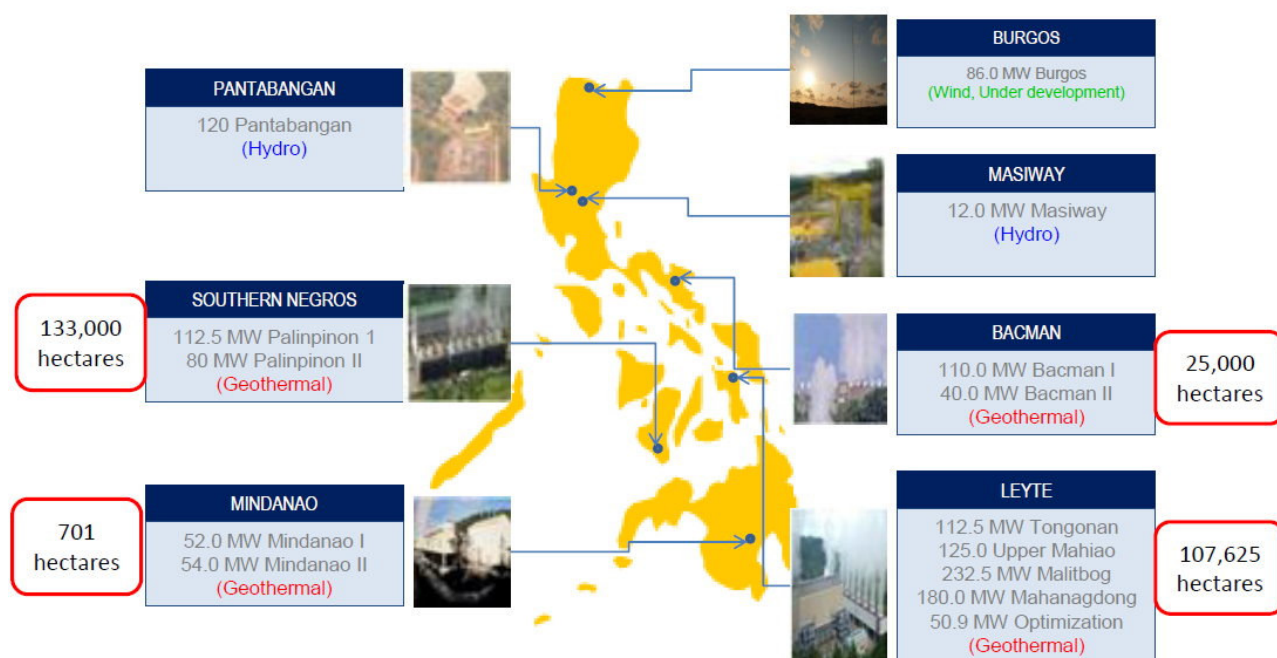 PANTABANGAN
120 Pantabangan
(Hydro)
BURGOS
86.0 MW Burgos
(Wind, Under development)
MASIWAY
12.0 MW Masiway
(Hydro)
133,000
hectares
SOUTHERN NEGROS
112.5 MW Palinpinon 1
80 MW Palinpinon II
(Geothermal)
BACMAN
110.0 MW Bacman I
40.0 MW Bacman II
(Geothermal)
25,000
hectares
701
hectares
MINDANAO
52.0 MW Mindanao I
54.0 MW Mindanao II
(Geothermal)
LEYTE
112.5 MW Tongonan
125.0 Upper Mahiao
232.5 MW Malitbog
180.0 MW Mahanagdong
50.9 MW Optimization
(Geothermal)
107,625
hectares